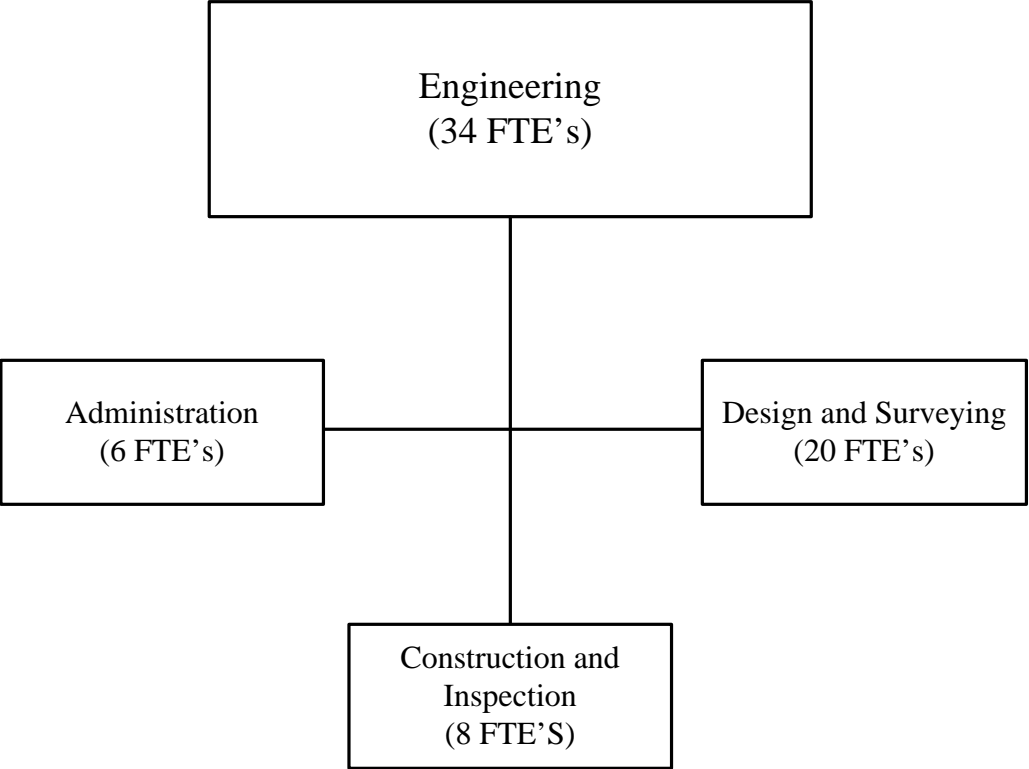 Engineering
(34 FTE’s)
Administration
(6 FTE’s)
Design and Surveying
(20 FTE’s)
Construction and
Inspection
(8 FTE’S)